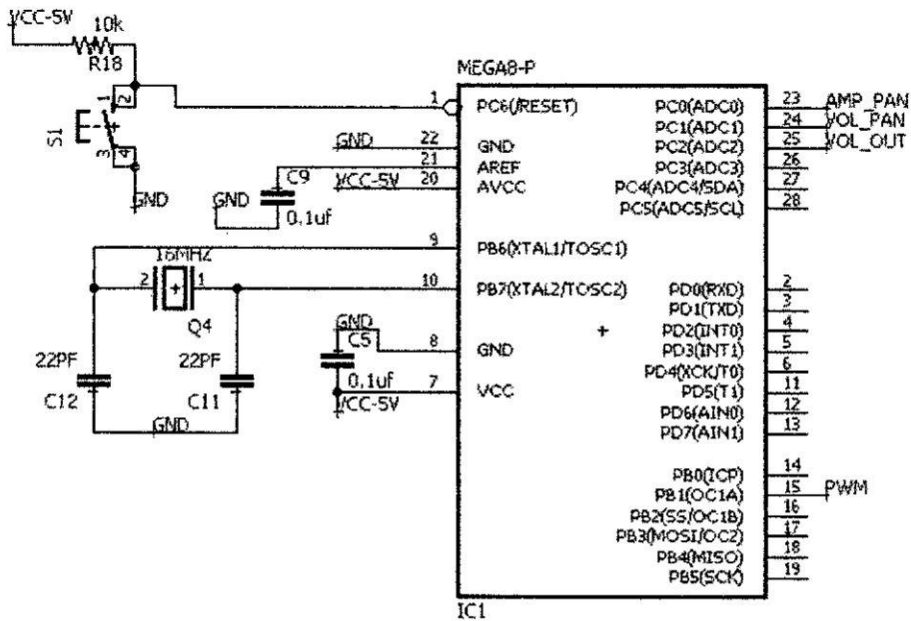 VCC-5V
10k
R18
S1
1
2
3
4
GND
MEGA8-P
1
PC6(/RESET)
GND
22
GND
21
AREF
C9
VCC-5V
20
AVCC
GND
0.1uf
9
PB6(XTAL1/TOSC1)
16MHZ
2
1
Q4
10
PB7(XTAL2/TOSC2)
22PF
C12
22PF
C11
GND
GND
C5
8
GND
0.1uf
7
VCC
VCC-5V
PC0(ADC0)
23
AMP_PAN
PC1(ADC1)
24
VOL_PAN
PC2(ADC2)
25
VOL_OUT
PC3(ADC3)
26
PC4(ADC4/SDA)
27
PC5(ADC5/SCL)
28
PD0(RXD)
2
PD1(TXD)
3
PD2(INT0)
4
PD3(INT1)
5
PD4(XCK/T0)
6
PD5(T1)
11
PD6(AIN0)
12
PD7(AIN1)
13
PB0(ICP)
14
PB1(OC1A)
15
PWM
PB2(SS/OC1B)
16
PB3(MOSI/OC2)
17
PB4(MISO)
18
PB5(SCK)
19
IC1